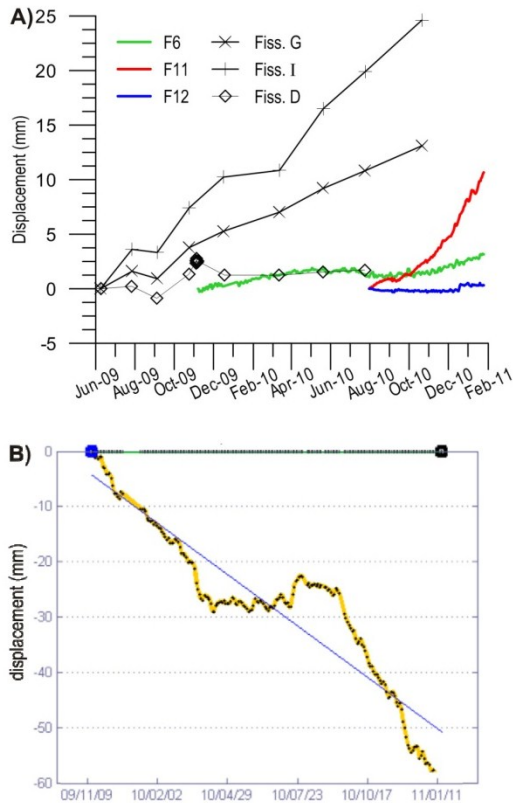 A)
F6 Fiss. G
F11 Fiss. I
F12 Fiss. D
Displacement (mm)
25
20
15
10
5
0
-5
Jun-09 Aug-09 Oct-09 Dec-09 Feb-10 Apr-10 Jun-10 Aug-10 Oct-10 Dec-10 Feb-11
B)
displacement (mm)
0
-10
-20
-30
-40
-50
-60
09/11/09 10/02/02 10/04/29 10/07/23 10/10/17 11/01/11